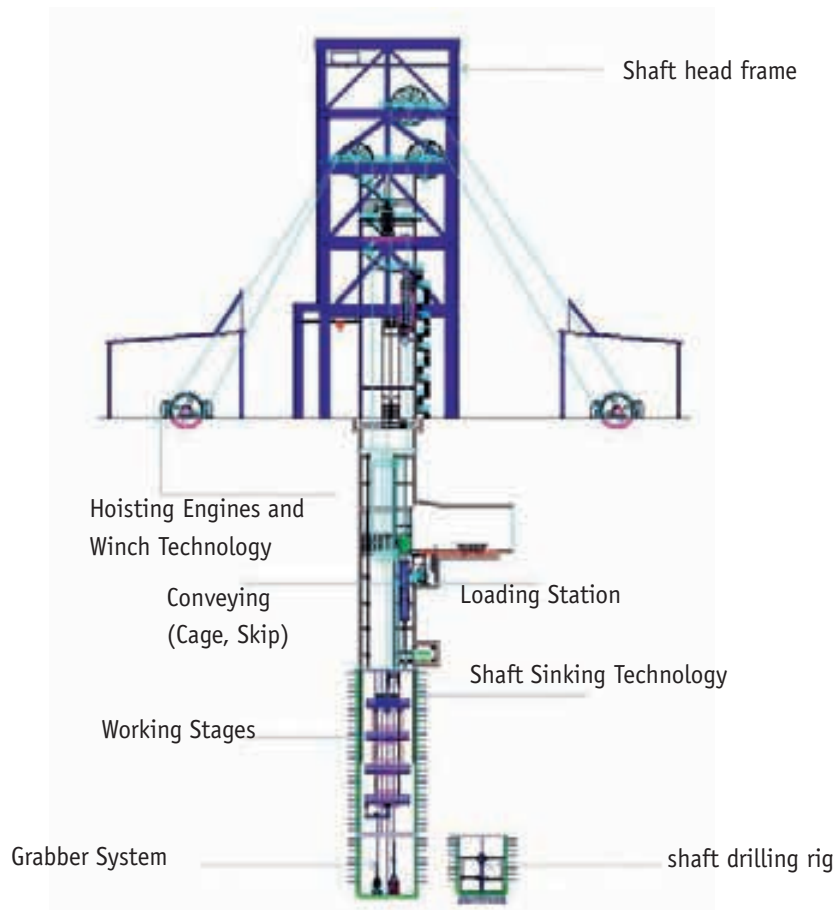 Shaft head frame
Hoisting Engines and
Winch Technology
Conveying
(Cage, Skip)
Loading Station
Shaft Sinking Technology
Working Stages
Grabber System
shaft drilling rig